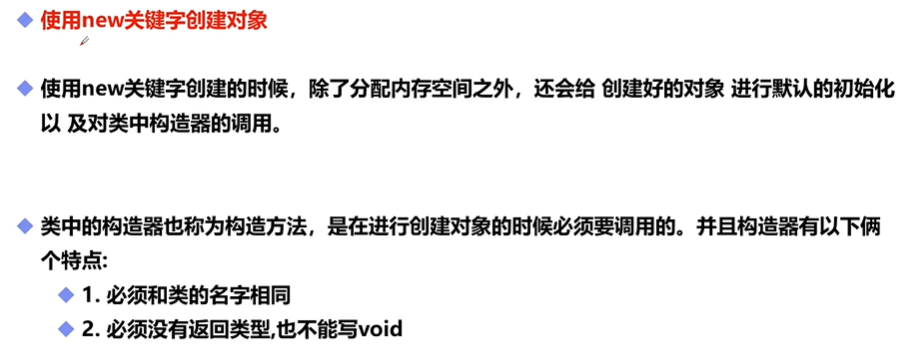 使用new关键字创建对象
使用new关键字创建的时候，除了分配内存空间之外，还会给 创建好的对象 进行默认的初始化
以 及对类中构造器的调用。
类中的构造器也称为构造方法，是在进行创建对象的时候必须要调用的。并且构造器有以下俩
个特点:
1. 必须和类的名字相同
2. 必须没有返回类型,也不能写void